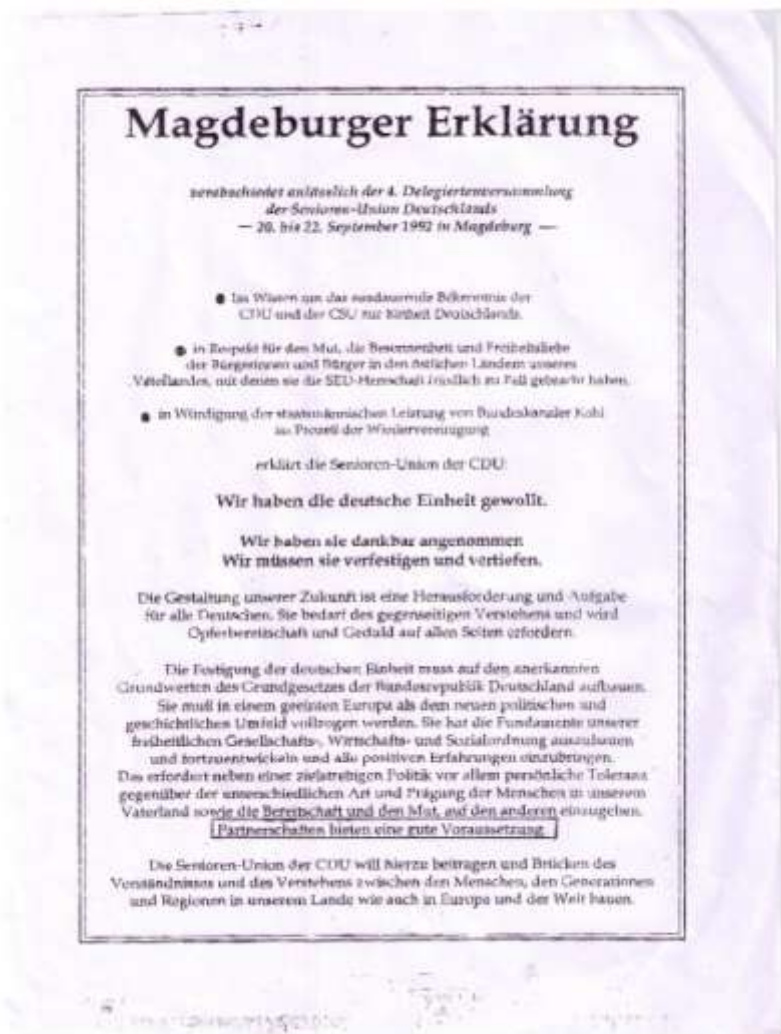 Magdeburger Erklärung
verabschiedet anlässlich der 4. Delegiertenversammlung
der Senioren-Union Deutschlands
— 20. bis 22. September 1992 in Magdeburg —
● Im Wissen um das ausdauernde Bekenntnis der
CDU und der CSU zur Einheit Deutschlands,
● in Respekt für den Mut, die Besonnenheit und Freiheitsliebe
der Bürgerinnen und Bürger in den östlichen Ländern unseres
Vaterlandes, mit denen sie die SED-Herrschaft friedlich zu Fall gebracht haben,
● in Würdigung der staatsmännischen Leistung von Bundeskanzler Kohl
im Prozeß der Wiedervereinigung
erklärt die Senioren-Union der CDU:
Wir haben die deutsche Einheit gewollt.
Wir haben sie dankbar angenommen
Wir müssen sie verfestigen und vertiefen.
Die Gestaltung unserer Zukunft ist eine Herausforderung und Aufgabe
für alle Deutschen. Sie bedarf des gegenseitigen Verstehens und wird
Opferbereitschaft und Geduld auf allen Seiten erfordern.
Die Festigung der deutschen Einheit muss auf den anerkannten
Grundwerten des Grundgesetzes der Bundesrepublik Deutschland aufbauen.
Sie muß in einem geeinten Europa als dem neuen politischen und
geschichtlichen Umfeld vollzogen werden. Sie hat die Fundamente unserer
freiheitlichen Gesellschafts-, Wirtschafts- und Sozialordnung auszubauen
und fortzuentwickeln und alle positiven Erfahrungen einzubringen.
Das erfordert neben einer zielstrebigen Politik vor allem persönliche Toleranz
gegenüber der unterschiedlichen Art und Prägung der Menschen in unserem
Vaterland sowie die Bereitschaft und den Mut, auf den anderen einzugehen.
Partnerschaften bieten eine gute Voraussetzung
Die Senioren-Union der CDU will hierzu beitragen und Brücken des
Verständnisses und des Verstehens zwischen den Menschen, den Generationen
und Regionen in unserem Lande wie auch in Europa und der Welt bauen.